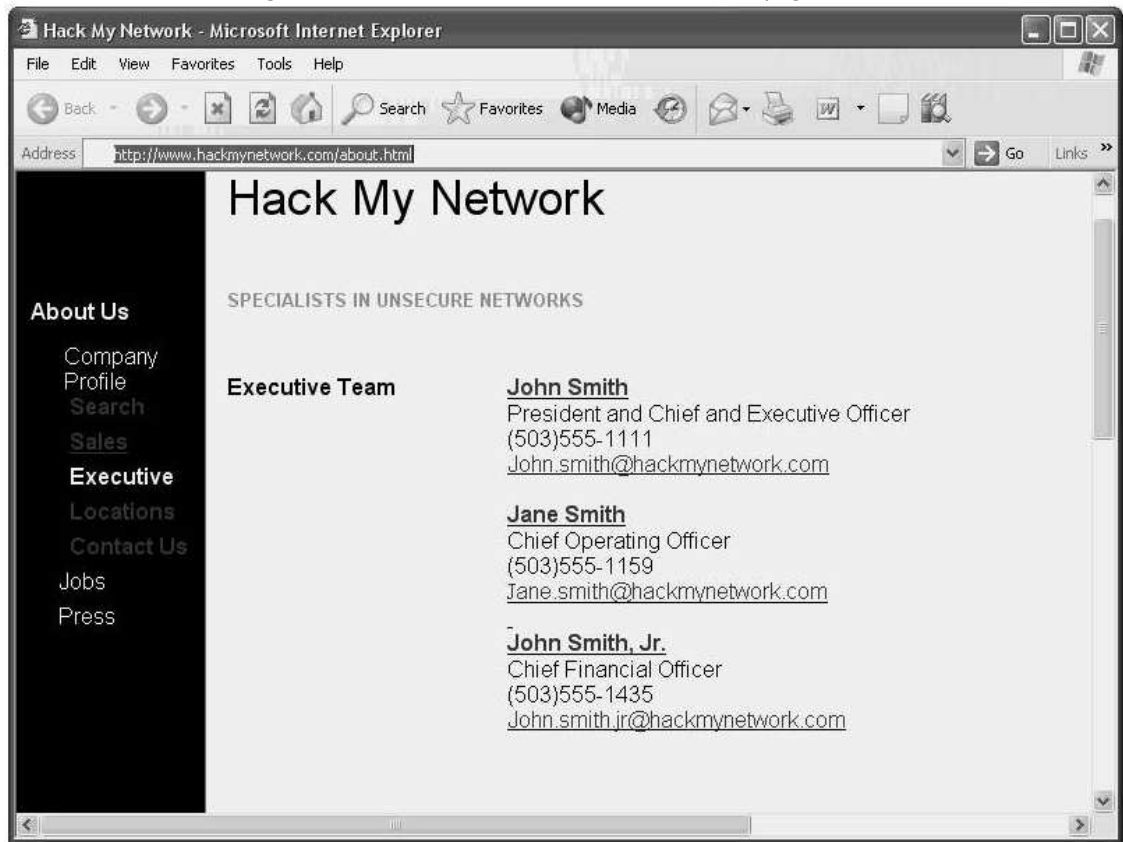 Hack My Network - Microsoft Internet Explorer
File Edit View Favorites Tools Help
Back Search Favorites Media
Address http://www.hackmynetwork.com/about.html Go Links »
Hack My Network
SPECIALISTS IN UNSECURE NETWORKS
About Us
Company
Profile
Search
Sales
Executive
Locations
Contact Us
Jobs
Press
Executive Team
John Smith
President and Chief and Executive Officer
(503)555-1111
John.smith@hackmynetwork.com
Jane Smith
Chief Operating Officer
(503)555-1159
Jane.smith@hackmynetwork.com
John Smith, Jr.
Chief Financial Officer
(503)555-1435
John.smith.jr@hackmynetwork.com